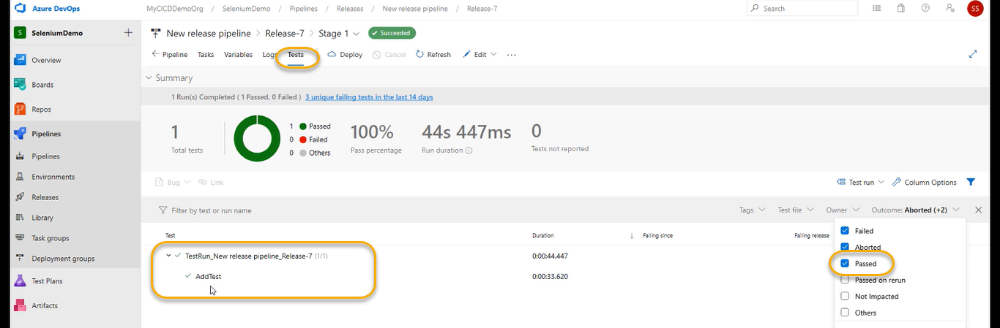 Azure DevOps
MyCICDDemoOrg / SeleniumDemo / Pipelines / Releases / New release pipeline / Release-7
Search
SS
S SeleniumDemo +
Overview
Boards
Repos
Pipelines
Pipelines
Environments
Releases
Library
Task groups
Deployment groups
Test Plans
Artifacts
New release pipeline > Release-7 > Stage 1 Succeeded
Pipeline Tasks Variables Logs Tests Deploy Cancel Refresh Edit ...
Summary
1 Run(s) Completed ( 1 Passed, 0 Failed ) 3 unique failing tests in the last 14 days
1
Total tests
1 Passed
0 Failed
0 Others
100%
Pass percentage
44s 447ms
Run duration
0
Tests not reported
Bug Link Test run Column Options
Filter by test or run name Tags Test file Owner Outcome: Aborted (+2)
Test Duration Failing since Failing release
TestRun_New release pipeline_Release-7 (1/1) 0:00:44.447
AddTest 0:00:33.620
Failed
Aborted
Passed
Passed on rerun
Not Impacted
Others